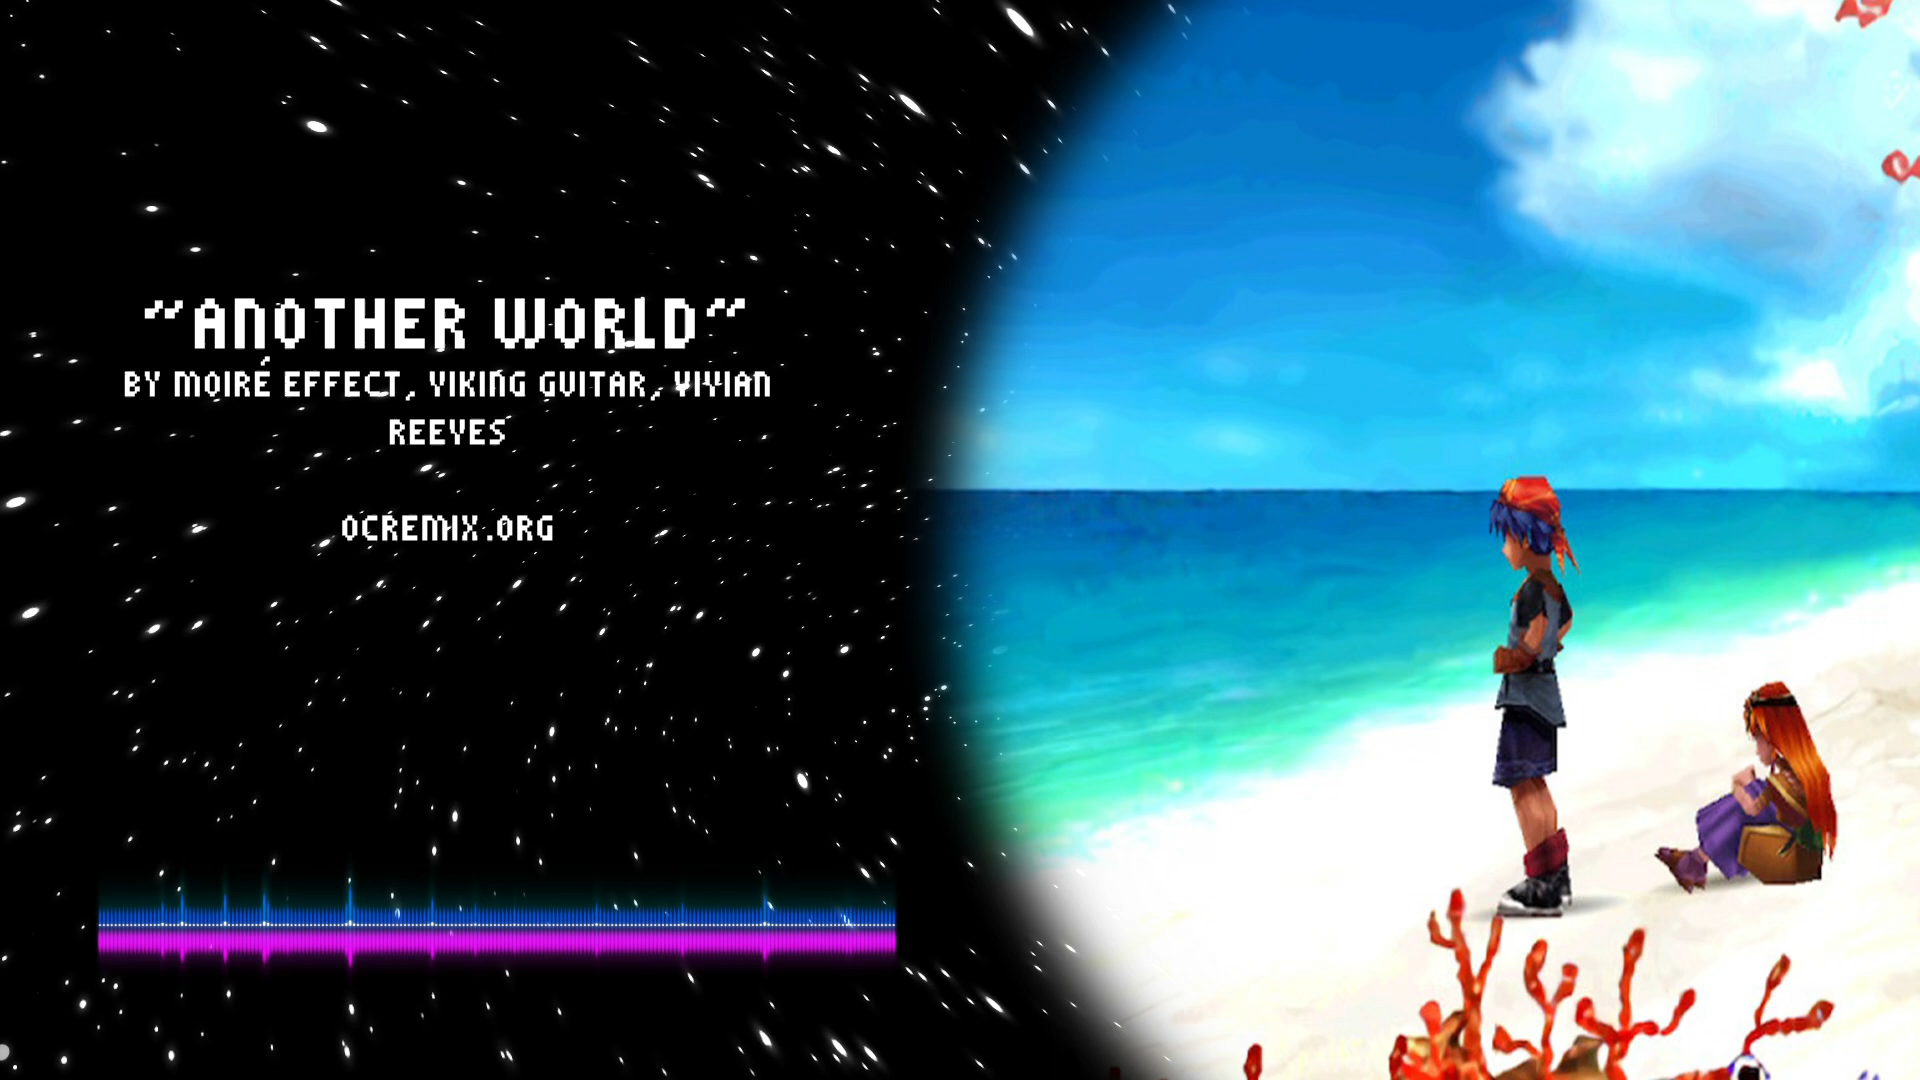 "ANOTHER WORLD"
BY MOIRÉ EFFECT, VIKING GUITAR, VIVIAN
REEVES
OCREMIX.ORG